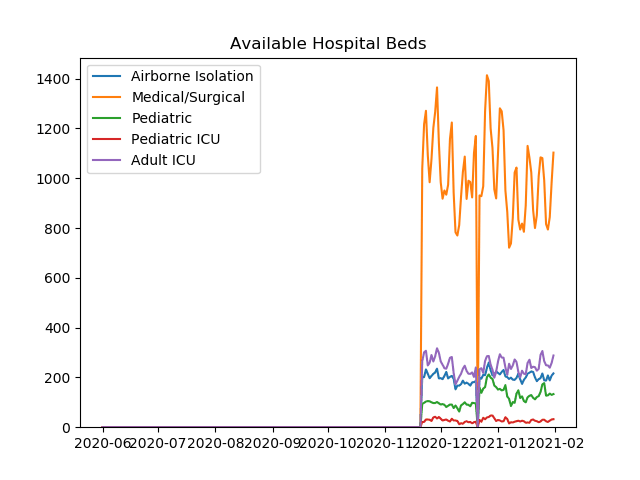 Available Hospital Beds
Airborne Isolation
Medical/Surgical
Pediatric
Pediatric ICU
Adult ICU
1400
1200
1000
800
600
400
200
0
2020-06 2020-07 2020-08 2020-09 2020-10 2020-11 2020-12 2021-01 2021-02